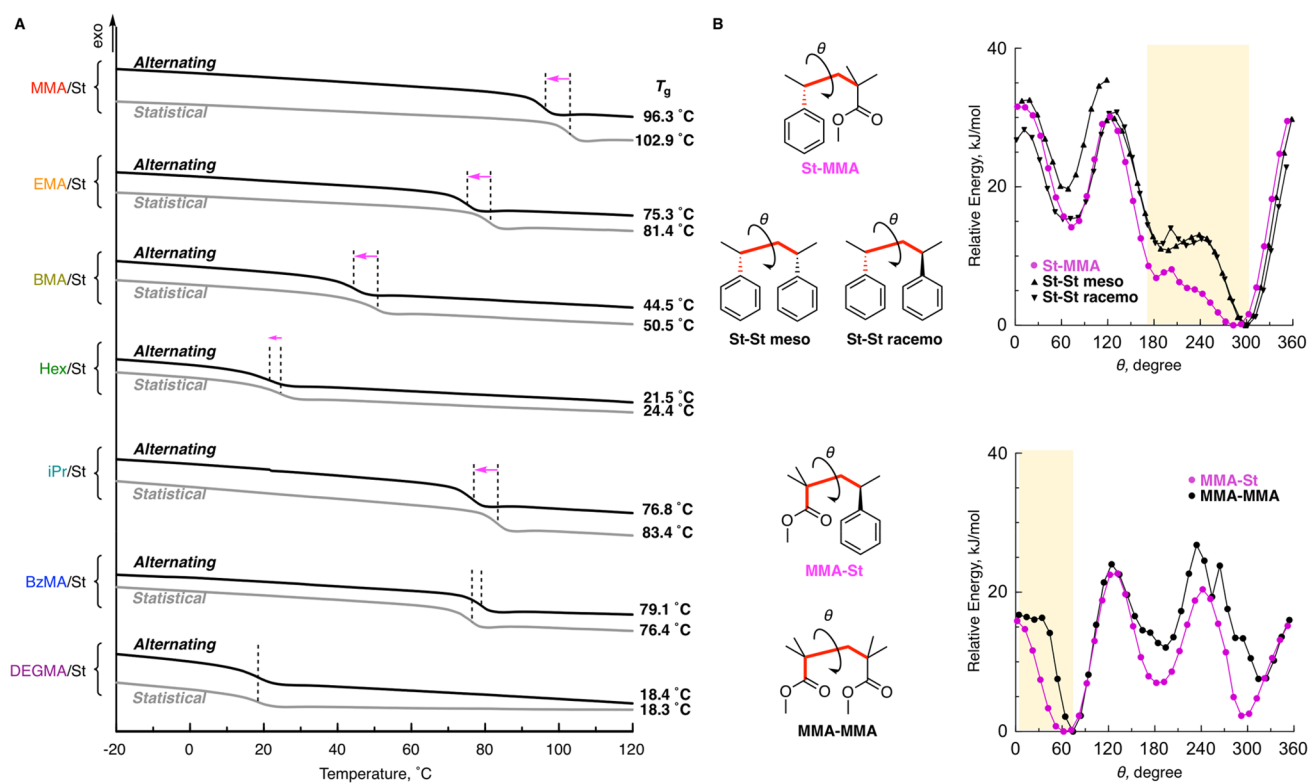 A
exo
Alternating
MMA/St
Statistical
Tg
96.3 °C
102.9 °C
Alternating
EMA/St
Statistical
75.3 °C
81.4 °C
Alternating
BMA/St
Statistical
44.5 °C
50.5 °C
Alternating
Hex/St
Statistical
21.5 °C
24.4 °C
Alternating
iPr/St
Statistical
76.8 °C
83.4 °C
Alternating
BzMA/St
Statistical
79.1 °C
76.4 °C
Alternating
DEGMA/St
Statistical
18.4 °C
18.3 °C
-20 0 20 40 60 80 100 120
Temperature, °C
B
θ
O
O
St-MMA
θ
θ
St-St meso
St-St racemo
40
20
0
Relative Energy, kJ/mol
St-MMA
St-St meso
St-St racemo
0 60 120 180 240 300 360
θ, degree
θ
O
O
MMA-St
θ
O
O
O
O
MMA-MMA
40
20
0
Relative Energy, kJ/mol
MMA-St
MMA-MMA
0 60 120 180 240 300 360
θ, degree